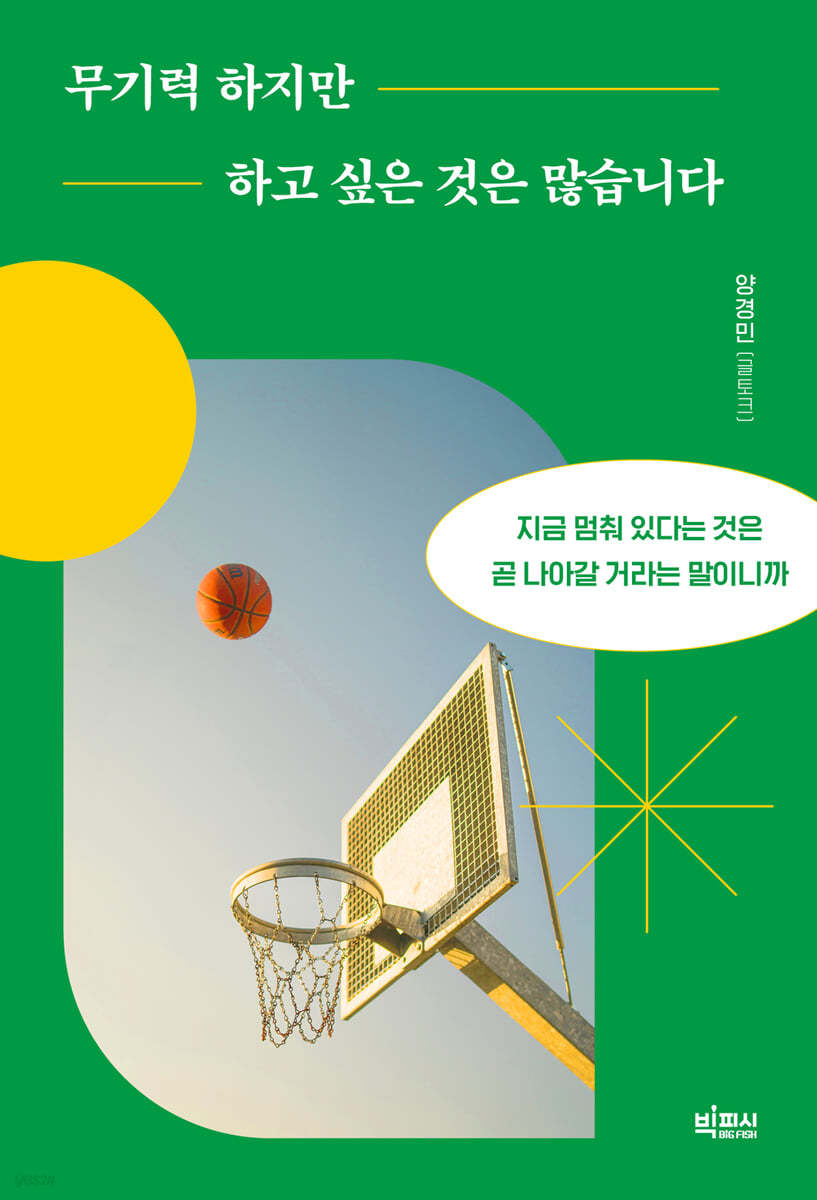 무기력 하지만
하고 싶은 것은 많습니다
양경민 (글토크)
지금 멈춰 있다는 것은
곧 나아갈 거라는 말이니까
빅피시
BIG FISH